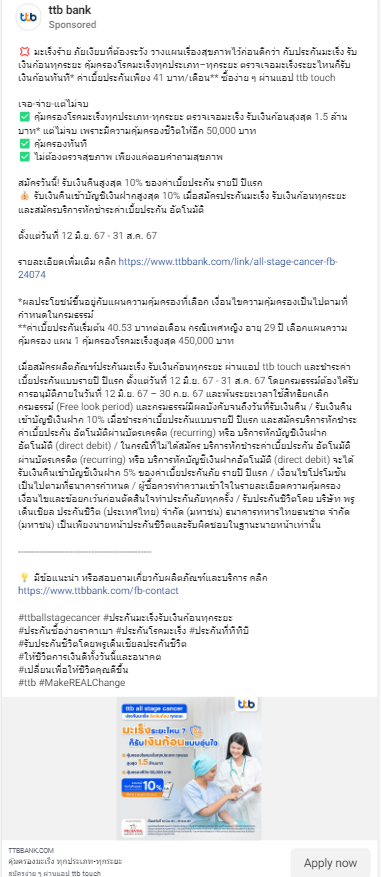 ttb bank
Sponsored
💢 มะเร็งร้าย ภัยเงียบที่ต้องระวัง วางแผนเรื่องสุขภาพไว้ก่อนดีกว่า กับประกันมะเร็ง รับ
เงินก้อนทุกระยะ คุ้มครองโรคมะเร็งทุกประเภท–ทุกระยะ ตรวจเจอมะเร็งระยะไหนก็รับ
เงินก้อนทันที* ค่าเบี้ยประกันเพียง 41 บาท/เดือน** ซื้อง่าย ๆ ผ่านแอป ttb touch
เจอ-จ่าย-แต่ไม่จบ
✅ คุ้มครองโรคมะเร็งทุกประเภท-ทุกระยะ ตรวจเจอมะเร็ง รับเงินก้อนสูงสุด 1.5 ล้าน
บาท* แต่ไม่จบ เพราะมีความคุ้มครองชีวิตให้อีก 50,000 บาท
✅ คุ้มครองทันที
✅ ไม่ต้องตรวจสุขภาพ เพียงแค่ตอบคำถามสุขภาพ
สมัครวันนี้! รับเงินคืนสูงสุด 10% ของค่าเบี้ยประกัน รายปี ปีแรก
👍 รับเงินคืนเข้าบัญชีเงินฝากสูงสุด 10% เมื่อสมัครประกันมะเร็ง รับเงินก้อนทุกระยะ
และสมัครบริการหักชำระค่าเบี้ยประกัน อัตโนมัติ
ตั้งแต่วันที่ 12 มิ.ย. 67 - 31 ส.ค. 67
รายละเอียดเพิ่มเติม คลิก https://www.ttbbank.com/link/all-stage-cancer-fb-
24074
*ผลประโยชน์ขึ้นอยู่กับแผนความคุ้มครองที่เลือก เงื่อนไขความคุ้มครองเป็นไปตามที่
กำหนดในกรมธรรม์
**ค่าเบี้ยประกันเริ่มต้น 40.53 บาทต่อเดือน กรณีเพศหญิง อายุ 29 ปี เลือกแผนความ
คุ้มครอง แผน 1 คุ้มครองโรคมะเร็งสูงสุด 450,000 บาท
เมื่อสมัครผลิตภัณฑ์ประกันมะเร็ง รับเงินก้อนทุกระยะ ผ่านแอป ttb touch และชำระค่า
เบี้ยประกันแบบรายปี ปีแรก ตั้งแต่วันที่ 12 มิ.ย. 67 - 31 ส.ค. 67 โดยกรมธรรม์ต้องได้รับ
การอนุมัติภายในวันที่ 12 มิ.ย. 67 – 30 ก.ย. 67 และพ้นระยะเวลาใช้สิทธิยกเลิก
กรมธรรม์ (Free look period) และกรมธรรม์มีผลบังคับจนถึงวันที่รับเงินคืน / รับเงินคืน
เข้าบัญชีเงินฝาก 10% เมื่อชำระค่าเบี้ยประกันแบบรายปี ปีแรก และสมัครบริการหักชำระ
ค่าเบี้ยประกัน อัตโนมัติผ่านบัตรเครดิต (recurring) หรือ บริการหักบัญชีเงินฝาก
อัตโนมัติ (direct debit) / ในกรณีที่ไม่ได้สมัคร บริการหักชำระค่าเบี้ยประกัน อัตโนมัติ
ผ่านบัตรเครดิต (recurring) หรือ บริการหักบัญชีเงินฝากอัตโนมัติ (direct debit) จะได้
รับเงินคืนเข้าบัญชีเงินฝาก 5% ของค่าเบี้ยประกันภัย รายปี ปีแรก / เงื่อนไขโปรโมชัน
เป็นไปตามที่ธนาคารกำหนด / ผู้ซื้อควรทำความเข้าใจในรายละเอียดความคุ้มครอง
เงื่อนไขและข้อยกเว้นก่อนตัดสินใจทำประกันภัยทุกครั้ง / รับประกันชีวิตโดย บริษัท พรู
เด็นเชียล ประกันชีวิต (ประเทศไทย) จำกัด (มหาชน) ธนาคารทหารไทยธนชาต จำกัด
(มหาชน) เป็นเพียงนายหน้าประกันชีวิตและรับผิดชอบในฐานะนายหน้าเท่านั้น
💡 มีข้อแนะนำ หรือสอบถามเกี่ยวกับผลิตภัณฑ์และบริการ คลิก
https://www.ttbbank.com/fb-contact
#ttballstagecancer #ประกันมะเร็งรับเงินก้อนทุกระยะ
#ประกันซื้อง่ายราคาเบา #ประกันโรคมะเร็ง #ประกันที่ทีทีบี
#รับประกันชีวิตโดยพรูเด็นเชียลประกันชีวิต
#ให้ชีวิตการเงินดีทั้งวันนี้และอนาคต
#เปลี่ยนเพื่อให้ชีวิตคุณดีขึ้น
#ttb #MakeREALChange
ttb all stage cancer
ttb
มะเร็งระยะไหน ?
ก็รับเงินก้อนแบบอุ่นใจ
1.5
10%
PRUDENTIAL
TTBBANK.COM
คุ้มครองมะเร็ง ทุกประเภท-ทุกระยะ
สมัครง่าย ๆ ผ่านแอป ttb touch
Apply now